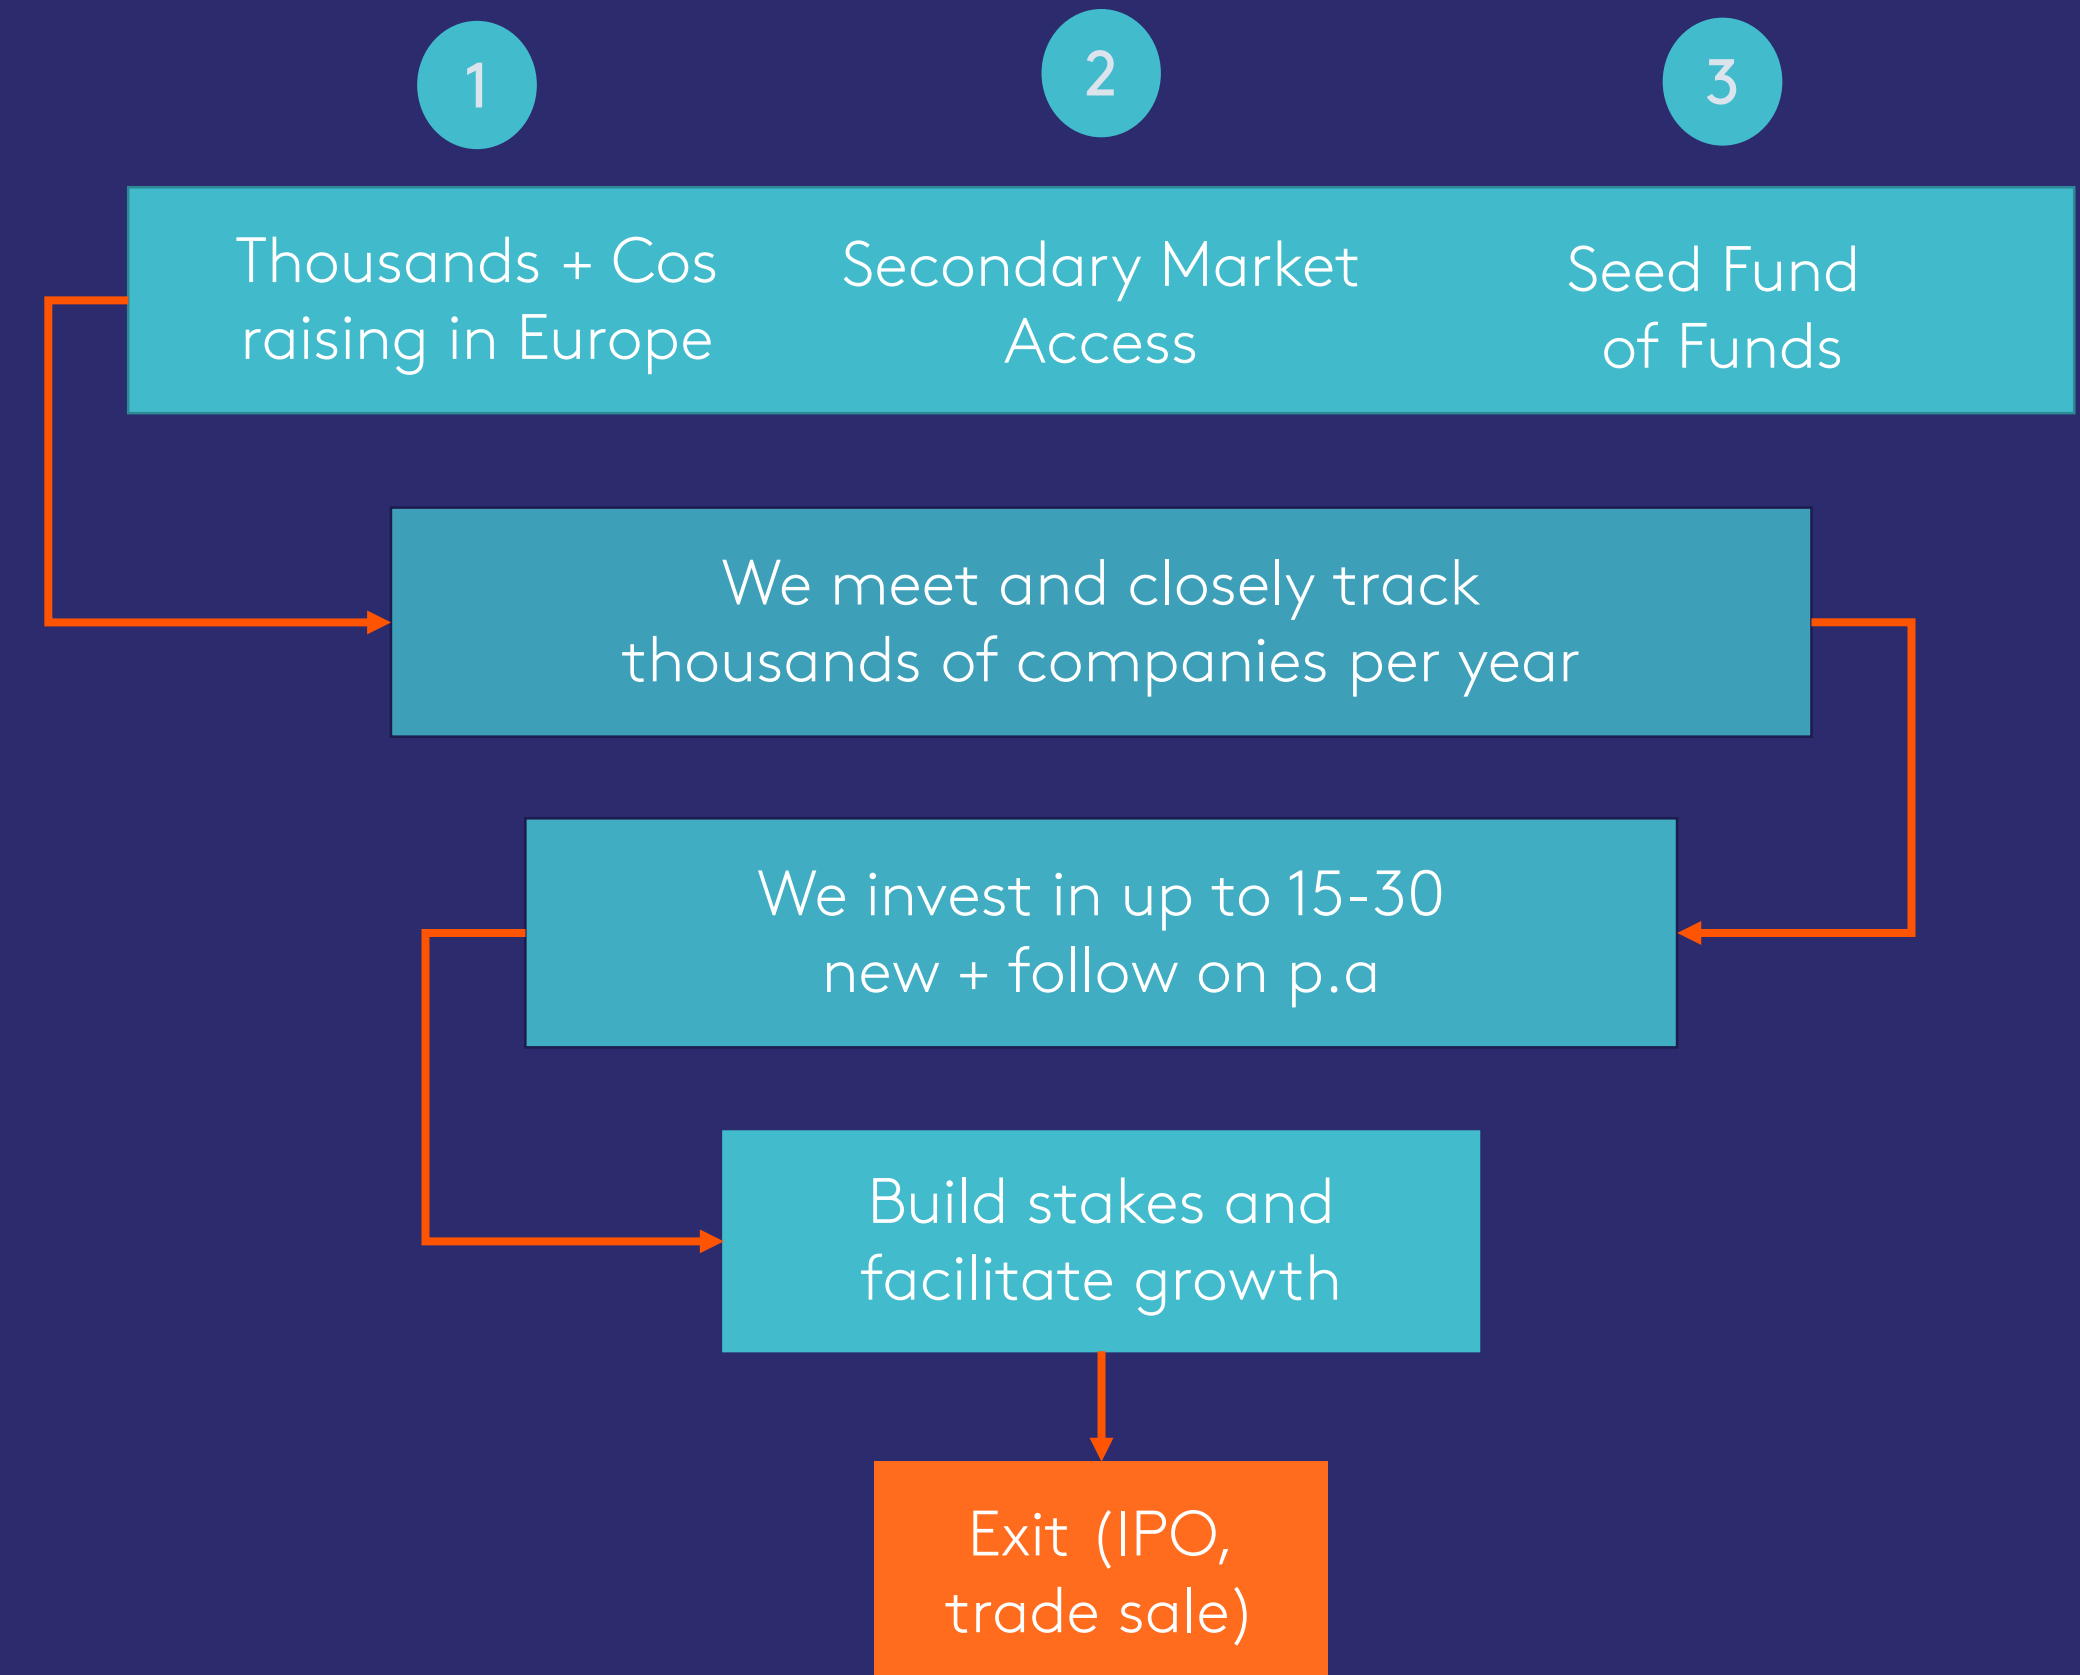 1
2
3
Thousands + Cos
raising in Europe
Secondary Market
Access
Seed Fund
of Funds
We meet and closely track
thousands of companies per year
We invest in up to 15-30
new + follow on p.a
Build stakes and
facilitate growth
Exit (IPO,
trade sale)